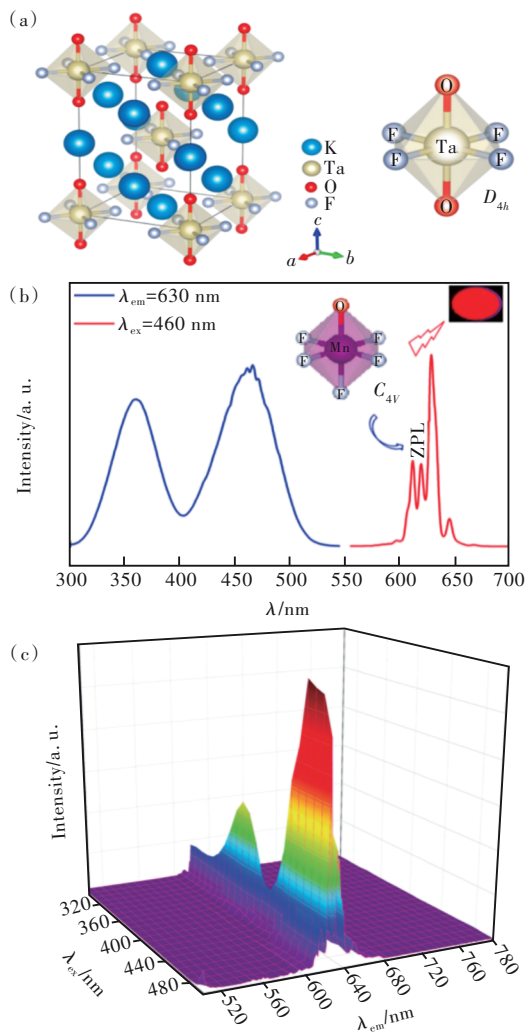 (a)
K
Ta
O
F
c
a
b
O
F
F
Ta
F
F
O
D4h
(b)
λem=630 nm
λex=460 nm
O
F
F
Mn
F
F
F
C4V
ZPL
Intensity/a. u.
300 350 400 450 500 550 600 650 700
λ/nm
(c)
Intensity/a. u.
320
360
400
440
480
λex/nm
520
560
600
640
680
720
760
780
λem/nm